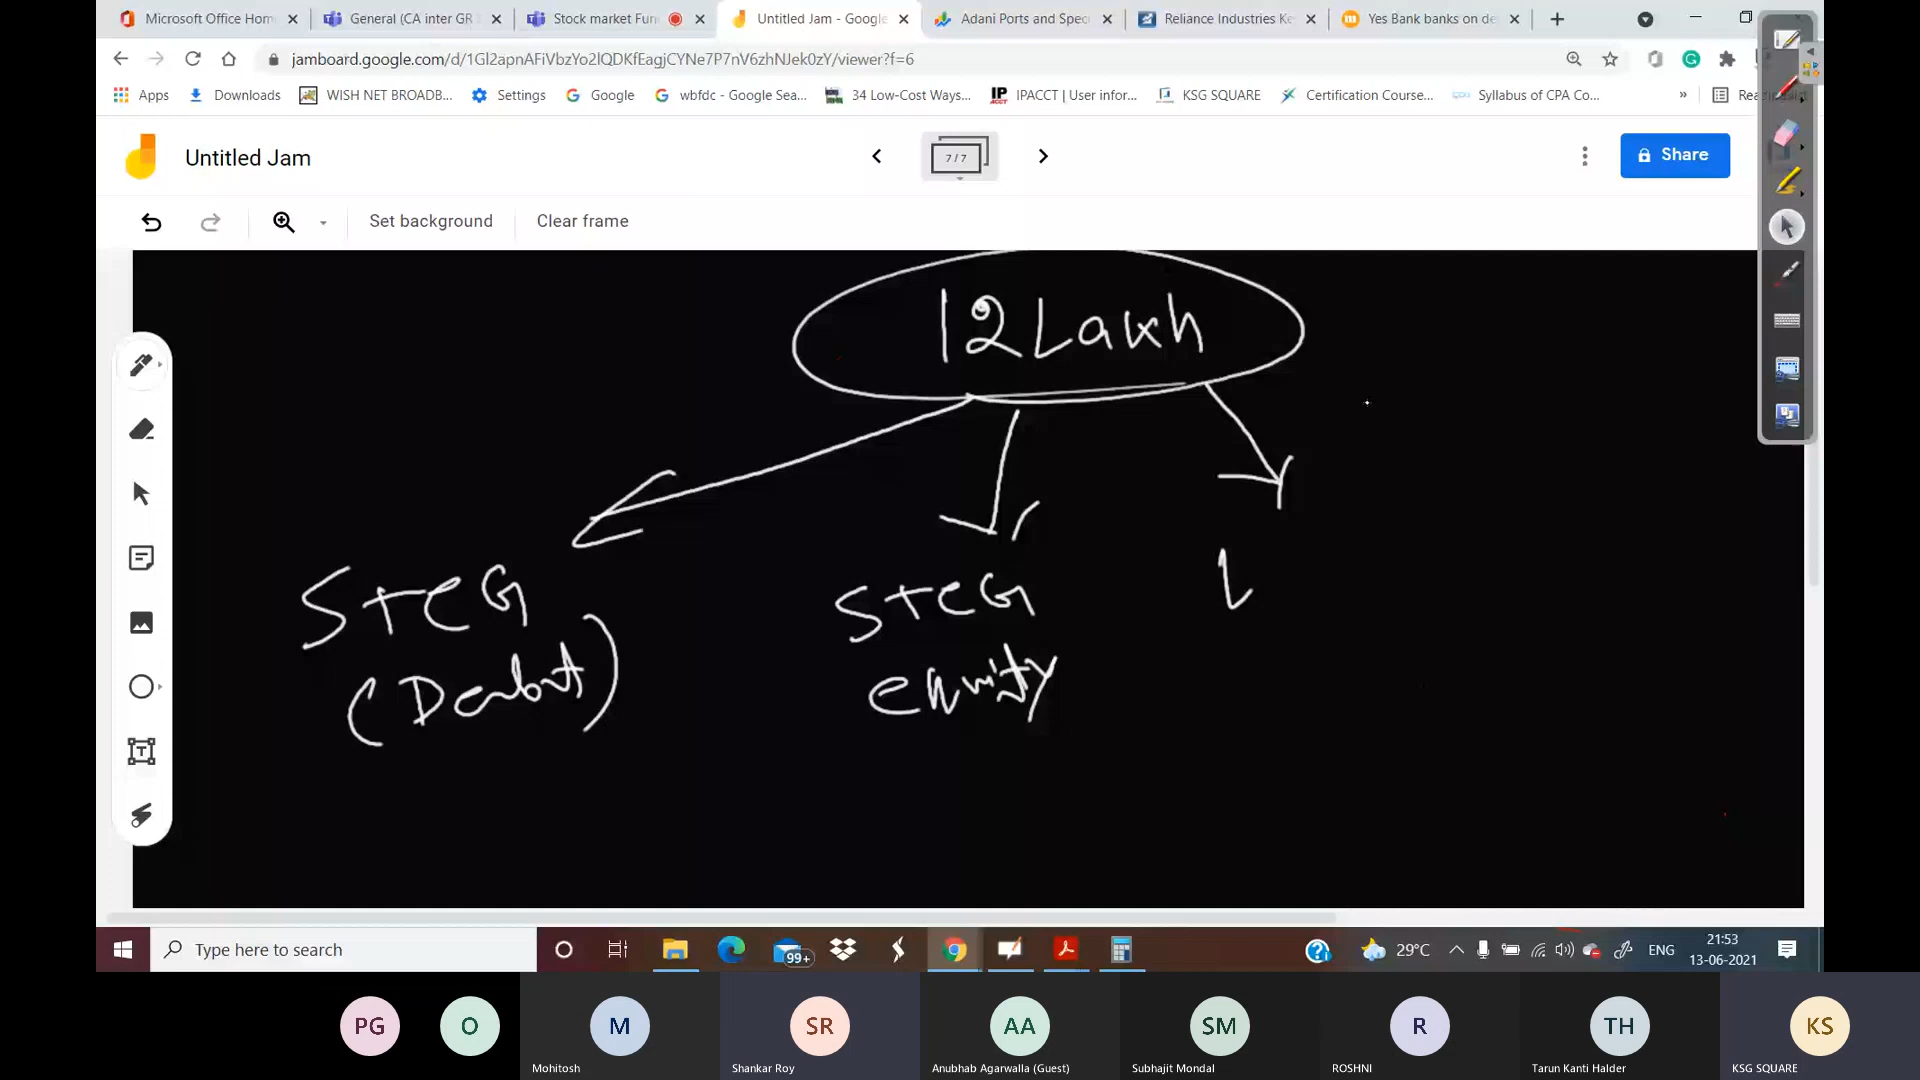 Microsoft Office Hom
General (CA inter GR
Stock market Fun
Untitled Jam - Google
Adani Ports and Spec
Reliance Industries Ke
Yes Bank banks on de
jamboard.google.com/d/1Gl2apnAFiVbzYo2lQDKfEagjCYNe7P7nV6zhNJek0zY/viewer?f=6
Apps
Downloads
WISH NET BROADB...
Settings
Google
wbfdc - Google Sea...
34 Low-Cost Ways...
IPACCT | User infor...
KSG SQUARE
Certification Course...
Syllabus of CPA Co...
»
Untitled Jam
7 / 7
Share
Set background
Clear frame
12 Lakh
STCG
(Debt)
STCG
equity
L
Type here to search
99+
29°C
ENG
21:53
13-06-2021
PG
O
M
SR
AA
SM
R
TH
KS
Mohitosh
Shankar Roy
Anubhab Agarwalla (Guest)
Subhajit Mondal
ROSHNI
Tarun Kanti Halder
KSG SQUARE